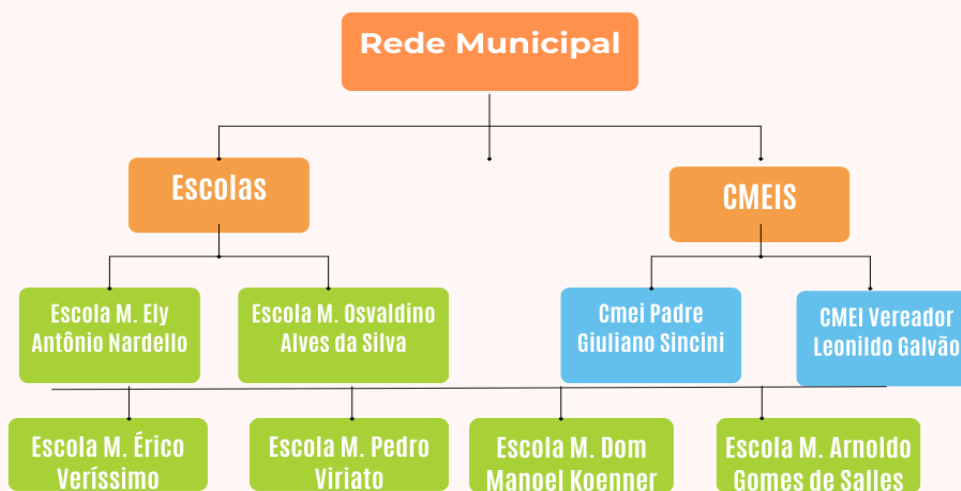 Rede Municipal
Escolas
CMEIS
Escola M. Ely
Antônio Nardello
Escola M. Osvaldino
Alves da Silva
Cmei Padre
Giuliano Sincini
CMEI Vereador
Leonildo Galvão
Escola M. Érico
Veríssimo
Escola M. Pedro
Viriato
Escola M. Dom
Manoel Koenner
Escola M. Arnoldo
Gomes de Salles